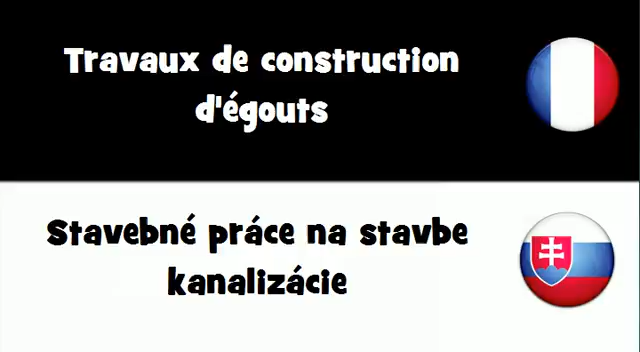 Travaux de construction
d'égouts
Stavebné práce na stavbe
kanalizácie